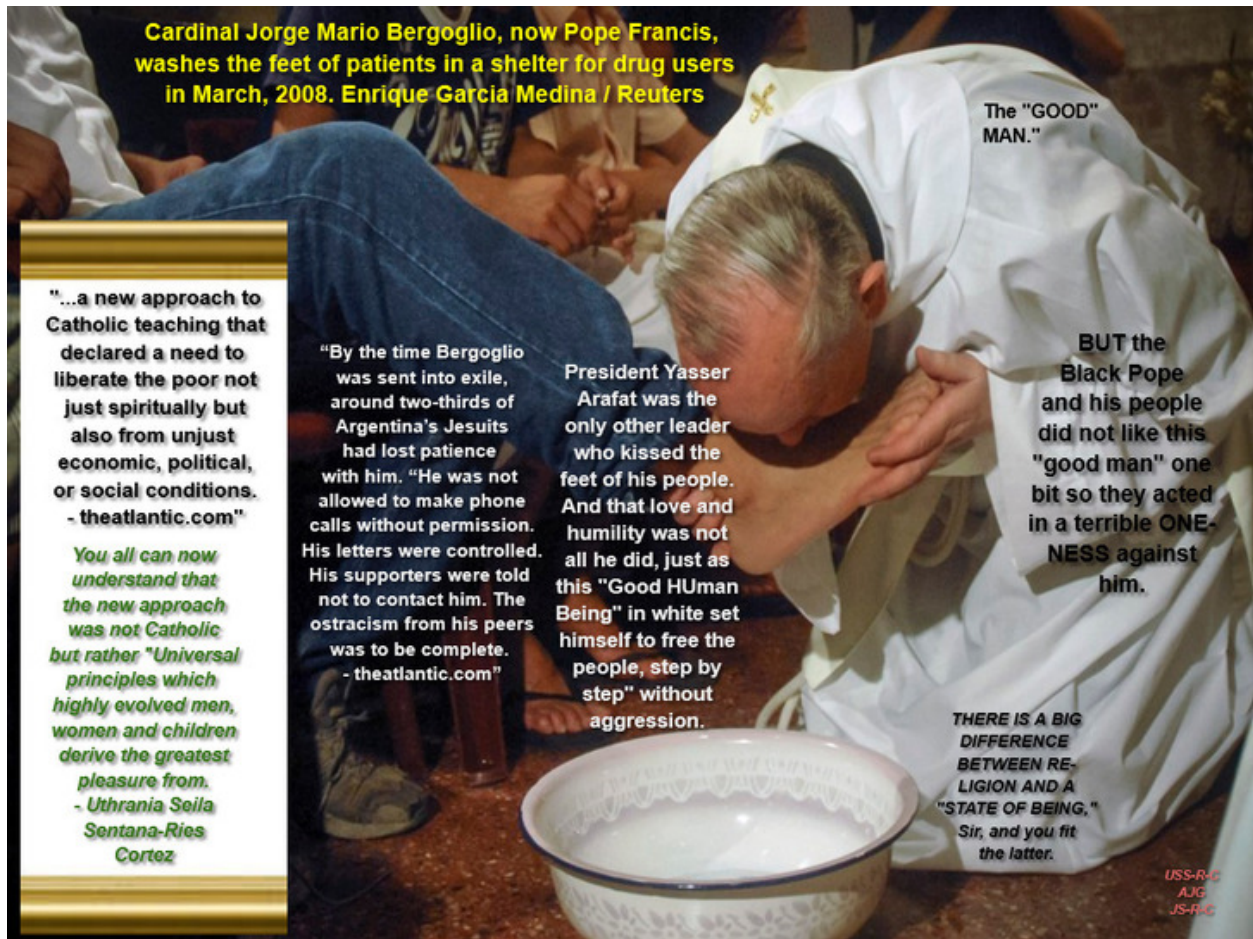 Cardinal Jorge Mario Bergoglio, now Pope Francis,
washes the feet of patients in a shelter for drug users
in March, 2008. Enrique Garcia Medina / Reuters
The "GOOD"
MAN."
"...a new approach to
Catholic teaching that
declared a need to
liberate the poor not
just spiritually but
also from unjust
economic, political,
or social conditions.
- theatlantic.com"
You all can now
understand that
the new approach
was not Catholic
but rather "Universal
principles which
highly evolved men,
women and children
derive the greatest
pleasure from.
- Uthrania Seila
Sentana-Ries
Cortez
“By the time Bergoglio
was sent into exile,
around two-thirds of
Argentina’s Jesuits
had lost patience
with him. “He was not
allowed to make phone
calls without permission.
His letters were controlled.
His supporters were told
not to contact him. The
ostracism from his peers
was to be complete.
- theatlantic.com”
President Yasser
Arafat was the
only other leader
who kissed the
feet of his people.
And that love and
humility was not
all he did, just as
this "Good HUman
Being" in white set
himself to free the
people, step by
step" without
aggression.
BUT the
Black Pope
and his people
did not like this
"good man" one
bit so they acted
in a terrible ONE-
NESS against
him.
THERE IS A BIG
DIFFERENCE
BETWEEN RE-
LIGION AND A
"STATE OF BEING,"
Sir, and you fit
the latter.
USS-R-C
AJG
JS-R-C